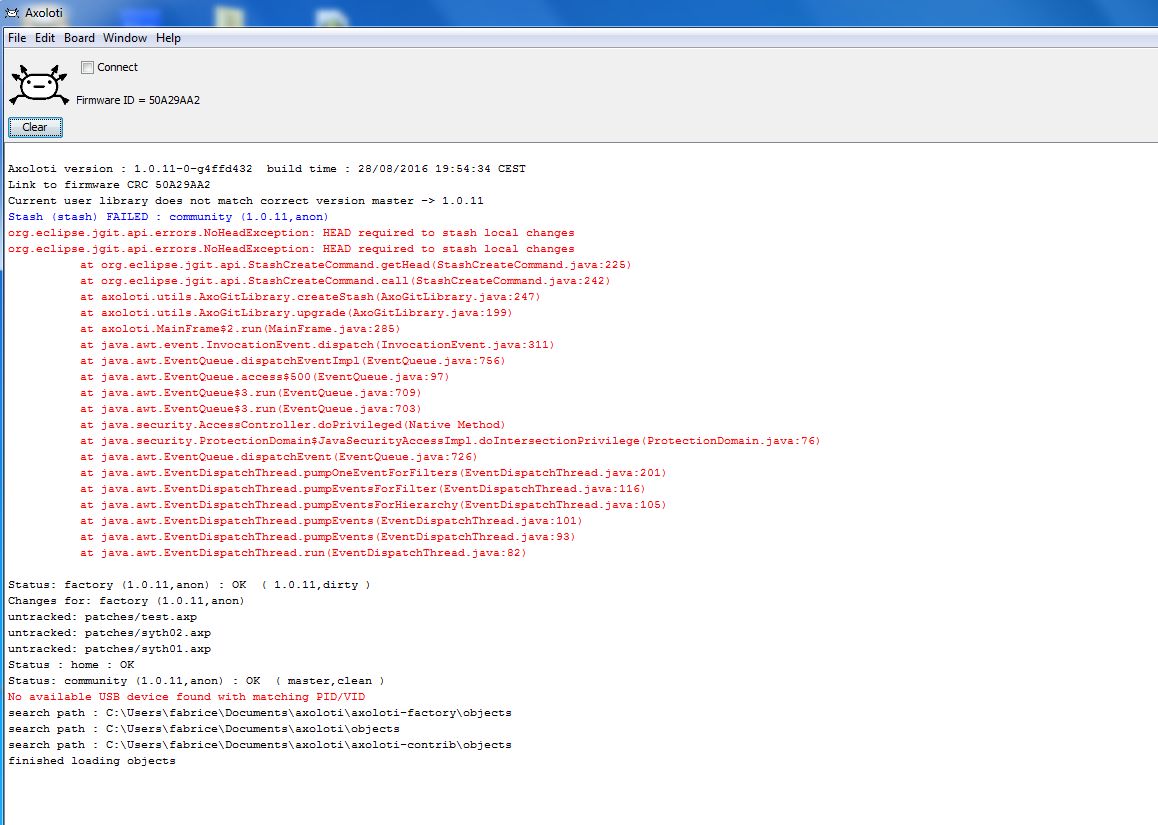 Axoloti
File Edit Board Window Help
Connect
Firmware ID = 50A29AA2
Clear
Axoloti version : 1.0.11-0-g4ffd432  build time : 28/08/2016 19:54:34 CEST
Link to firmware CRC 50A29AA2
Current user library does not match correct version master -> 1.0.11
Stash (stash) FAILED : community (1.0.11,anon)
org.eclipse.jgit.api.errors.NoHeadException: HEAD required to stash local changes
org.eclipse.jgit.api.errors.NoHeadException: HEAD required to stash local changes
at org.eclipse.jgit.api.StashCreateCommand.getHead(StashCreateCommand.java:225)
at org.eclipse.jgit.api.StashCreateCommand.call(StashCreateCommand.java:242)
at axoloti.utils.AxoGitLibrary.createStash(AxoGitLibrary.java:247)
at axoloti.utils.AxoGitLibrary.upgrade(AxoGitLibrary.java:199)
at axoloti.MainFrame$2.run(MainFrame.java:285)
at java.awt.event.InvocationEvent.dispatch(InvocationEvent.java:311)
at java.awt.EventQueue.dispatchEventImpl(EventQueue.java:756)
at java.awt.EventQueue.access$500(EventQueue.java:97)
at java.awt.EventQueue$3.run(EventQueue.java:709)
at java.awt.EventQueue$3.run(EventQueue.java:703)
at java.security.AccessController.doPrivileged(Native Method)
at java.security.ProtectionDomain$JavaSecurityAccessImpl.doIntersectionPrivilege(ProtectionDomain.java:76)
at java.awt.EventQueue.dispatchEvent(EventQueue.java:726)
at java.awt.EventDispatchThread.pumpOneEventForFilters(EventDispatchThread.java:201)
at java.awt.EventDispatchThread.pumpEventsForFilter(EventDispatchThread.java:116)
at java.awt.EventDispatchThread.pumpEventsForHierarchy(EventDispatchThread.java:105)
at java.awt.EventDispatchThread.pumpEvents(EventDispatchThread.java:101)
at java.awt.EventDispatchThread.pumpEvents(EventDispatchThread.java:93)
at java.awt.EventDispatchThread.run(EventDispatchThread.java:82)
Status: factory (1.0.11,anon) : OK  ( 1.0.11,dirty )
Changes for: factory (1.0.11,anon)
untracked: patches/test.axp
untracked: patches/syth02.axp
untracked: patches/syth01.axp
Status : home : OK
Status: community (1.0.11,anon) : OK  ( master,clean )
No available USB device found with matching PID/VID
search path : C:\Users\fabrice\Documents\axoloti\axoloti-factory\objects
search path : C:\Users\fabrice\Documents\axoloti\objects
search path : C:\Users\fabrice\Documents\axoloti\axoloti-contrib\objects
finished loading objects